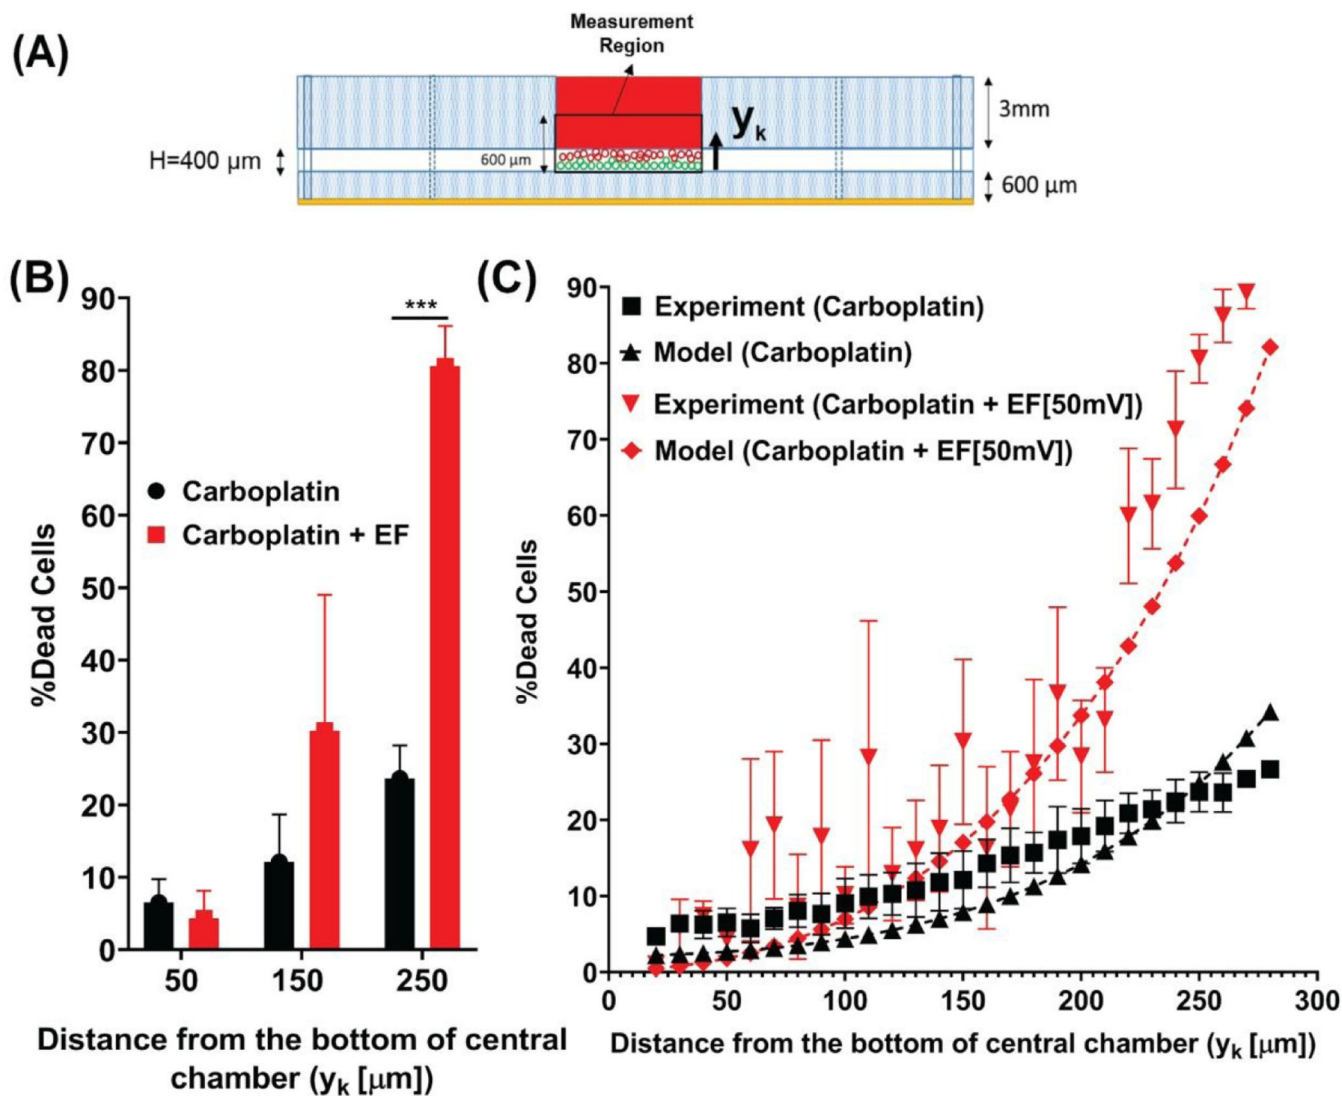 (A)
Measurement
Region
y_k
3mm
H=400 μm
600 μm
600 μm
(B)
90
80
70
60
50
40
30
20
10
0
***
Carboplatin
Carboplatin + EF
%Dead Cells
50 150 250
Distance from the bottom of central
chamber (y_k [μm])
(C)
90
80
70
60
50
40
30
20
10
0
Experiment (Carboplatin)
Model (Carboplatin)
Experiment (Carboplatin + EF[50mV])
Model (Carboplatin + EF[50mV])
%Dead Cells
0 50 100 150 200 250 300
Distance from the bottom of central chamber (y_k [μm])